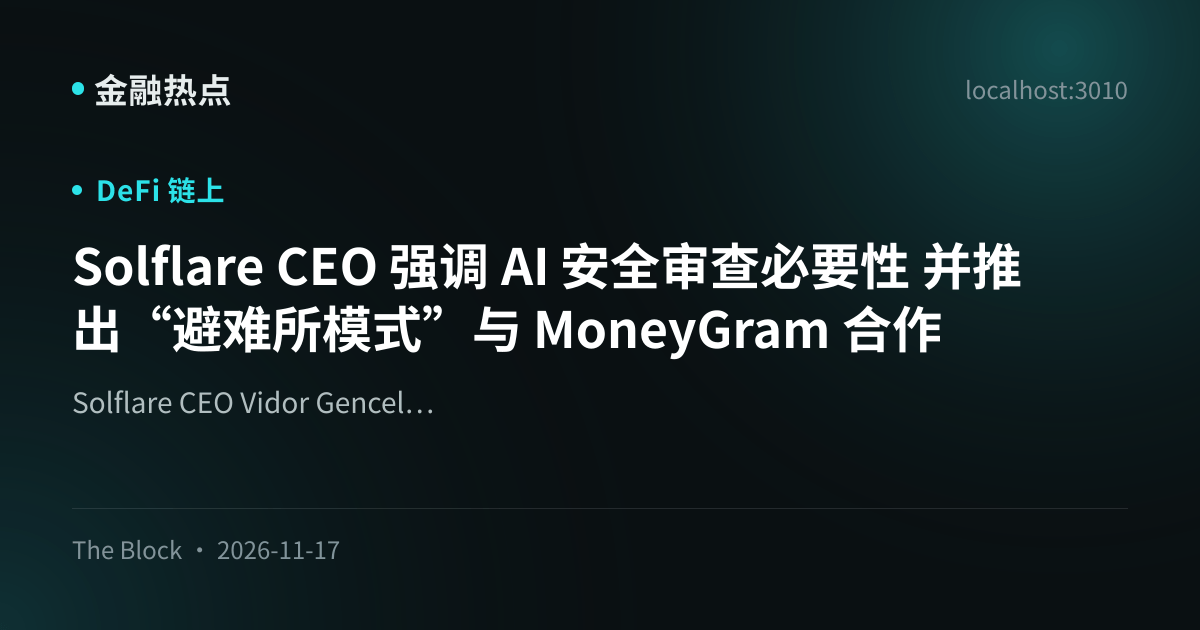 金融热点
localhost:3010
DeFi 链上
Solflare CEO 强调 AI 安全审查必要性 并推
出“避难所模式”与 MoneyGram 合作
Solflare CEO Vidor Gencel…
The Block · 2026-11-17